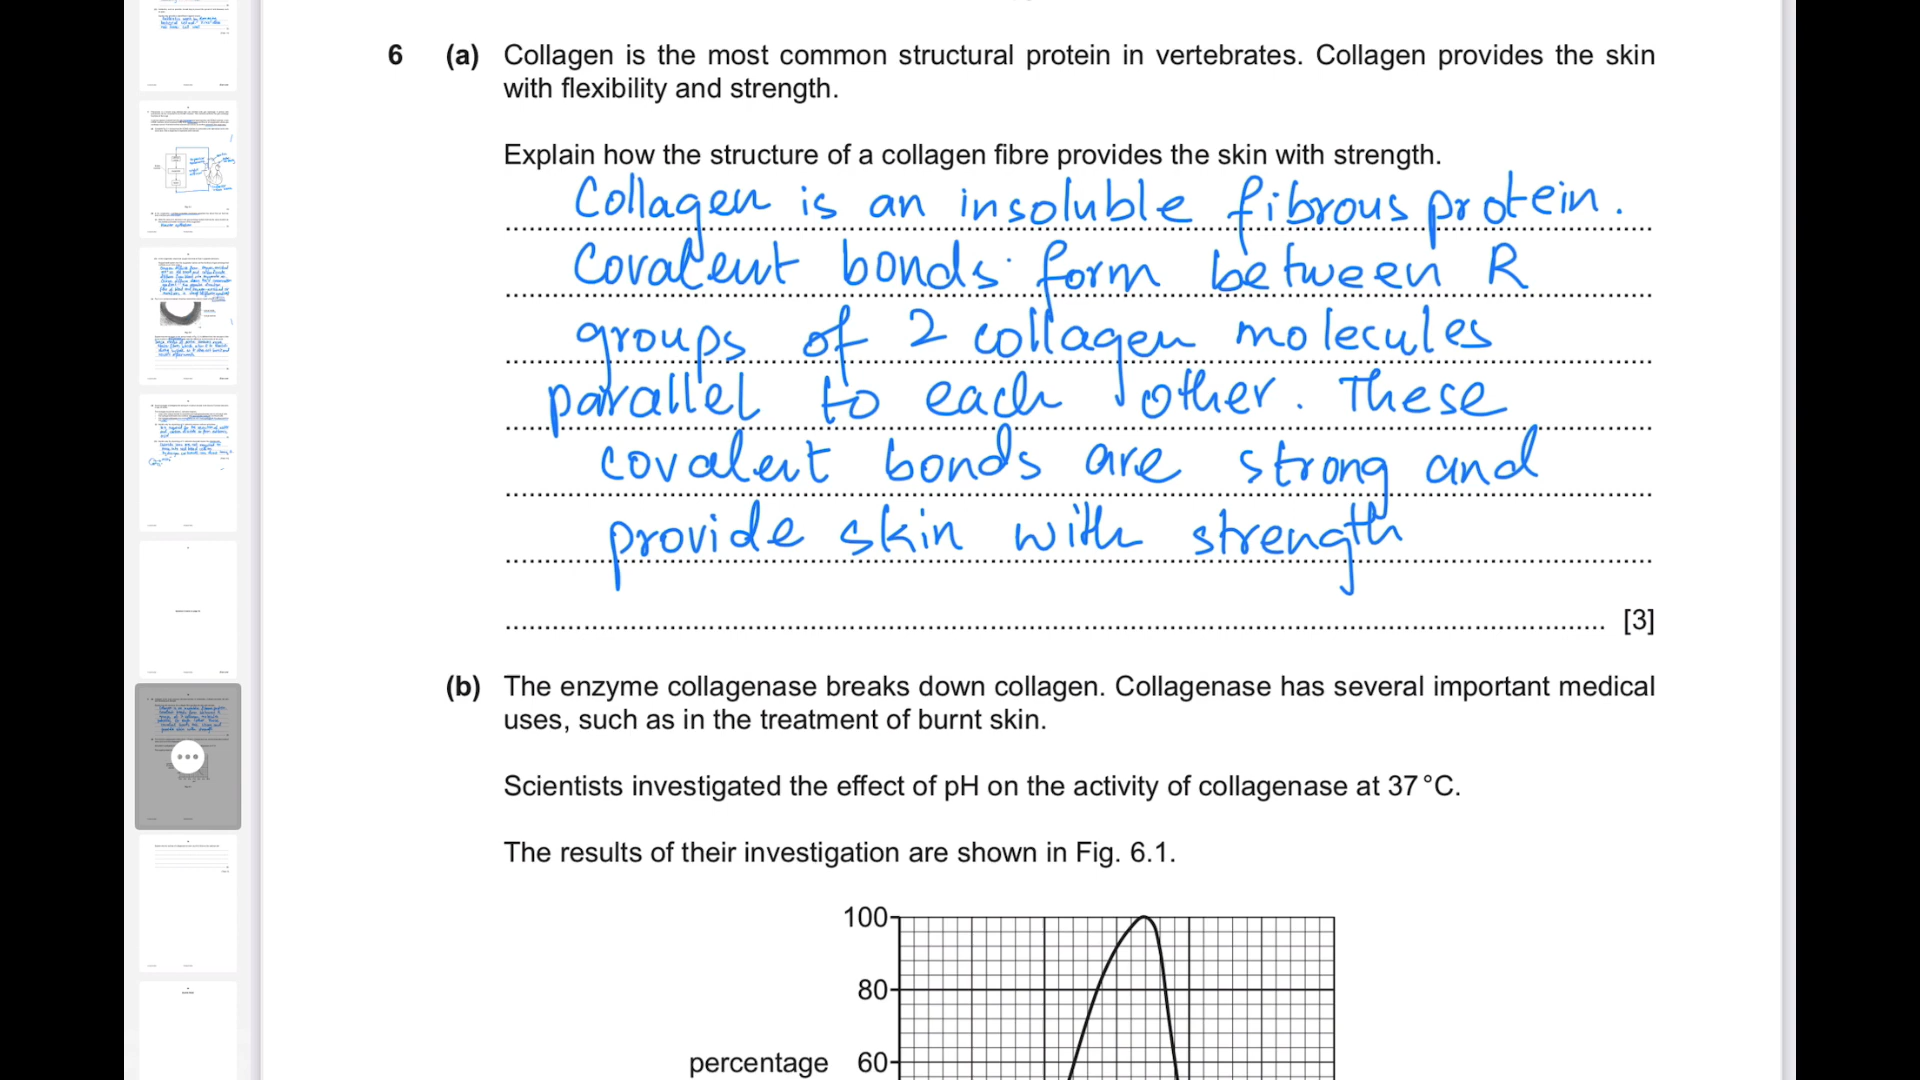 6 (a) Collagen is the most common structural protein in vertebrates. Collagen provides the skin
with flexibility and strength.
Explain how the structure of a collagen fibre provides the skin with strength.
Collagen is an insoluble fibrous protein.
Covalent bonds form between R
groups of 2 collagen molecules
parallel to each other. These
covalent bonds are strong and
provide skin with strength
[3]
(b) The enzyme collagenase breaks down collagen. Collagenase has several important medical
uses, such as in the treatment of burnt skin.
Scientists investigated the effect of pH on the activity of collagenase at 37 °C.
The results of their investigation are shown in Fig. 6.1.
100
80
percentage 60